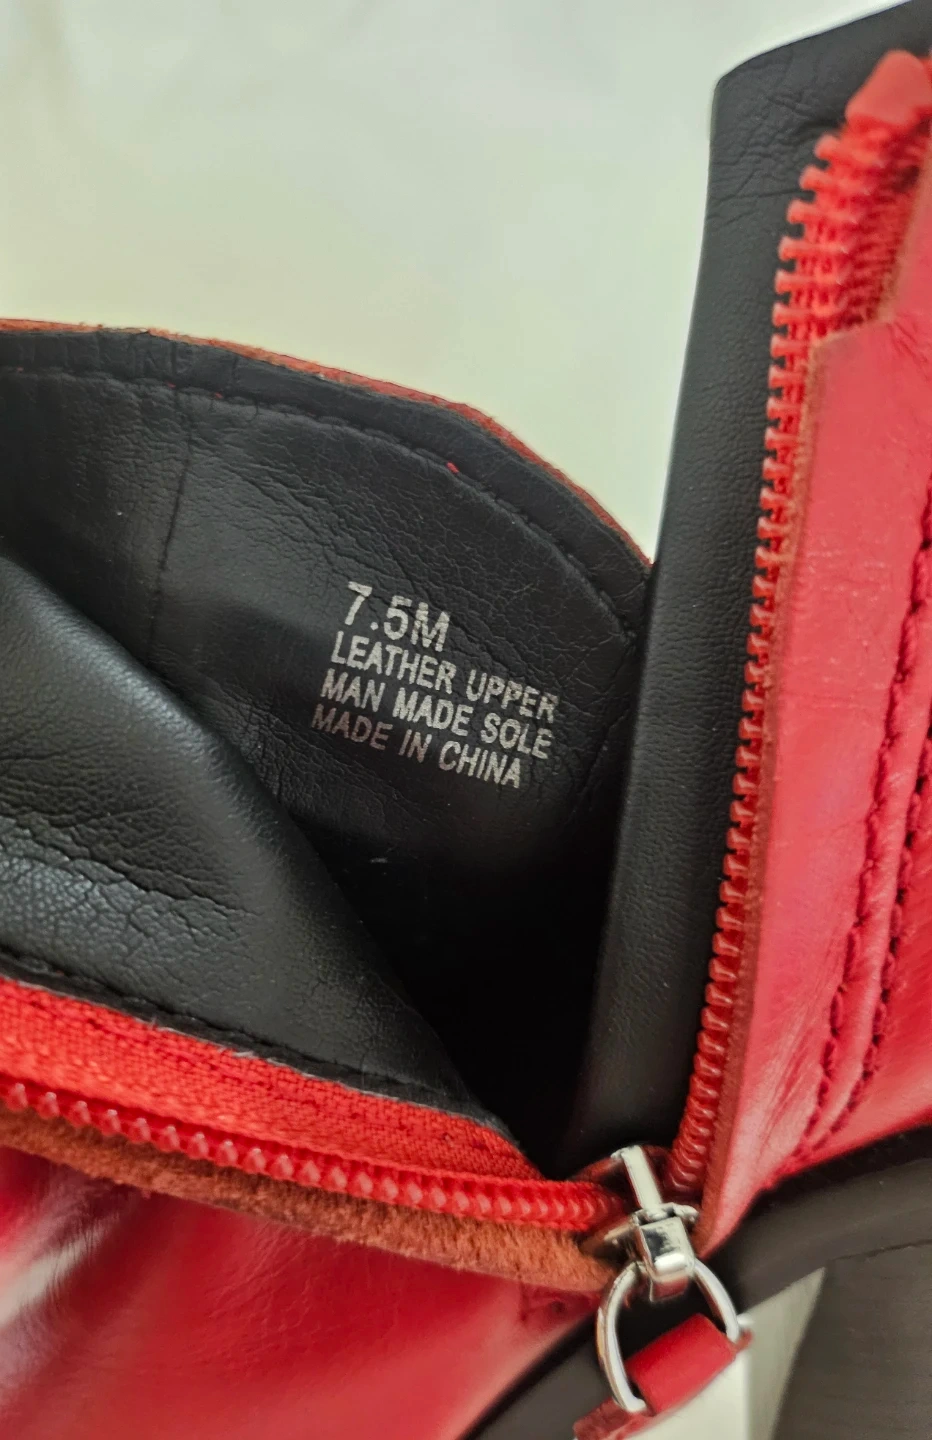 7.5M
LEATHER UPPER
MAN MADE SOLE
MADE IN CHINA